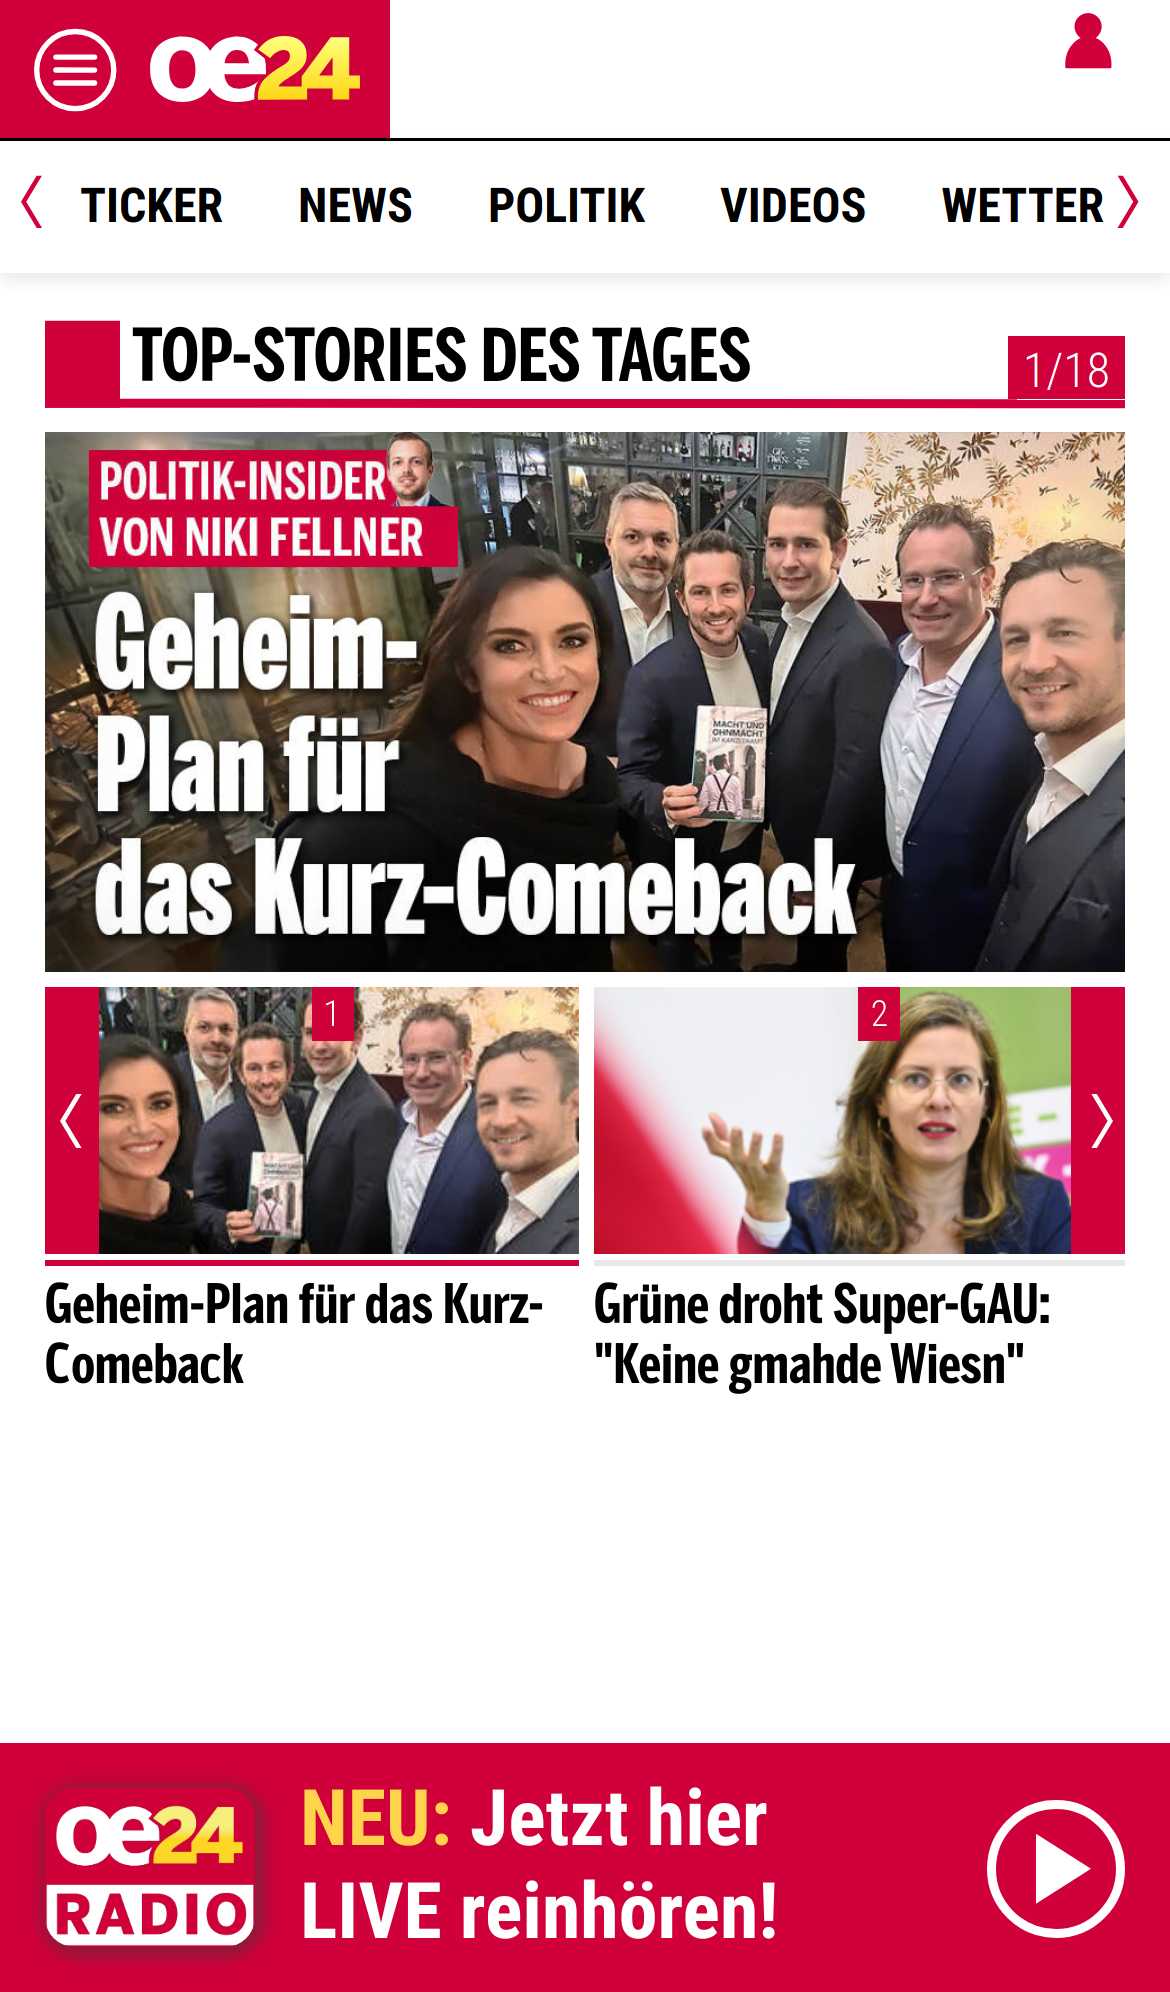 oe24
TICKER NEWS POLITIK VIDEOS WETTER
TOP-STORIES DES TAGES
1/18
POLITIK-INSIDER
VON NIKI FELLNER
Geheim-
Plan für
das Kurz-Comeback
MACHT UND
OHNMACHT
IM KANZLERAMT
1
2
Geheim-Plan für das Kurz-
Comeback
Grüne droht Super-GAU:
"Keine gmahde Wiesn"
oe24
RADIO
NEU: Jetzt hier
LIVE reinhören!